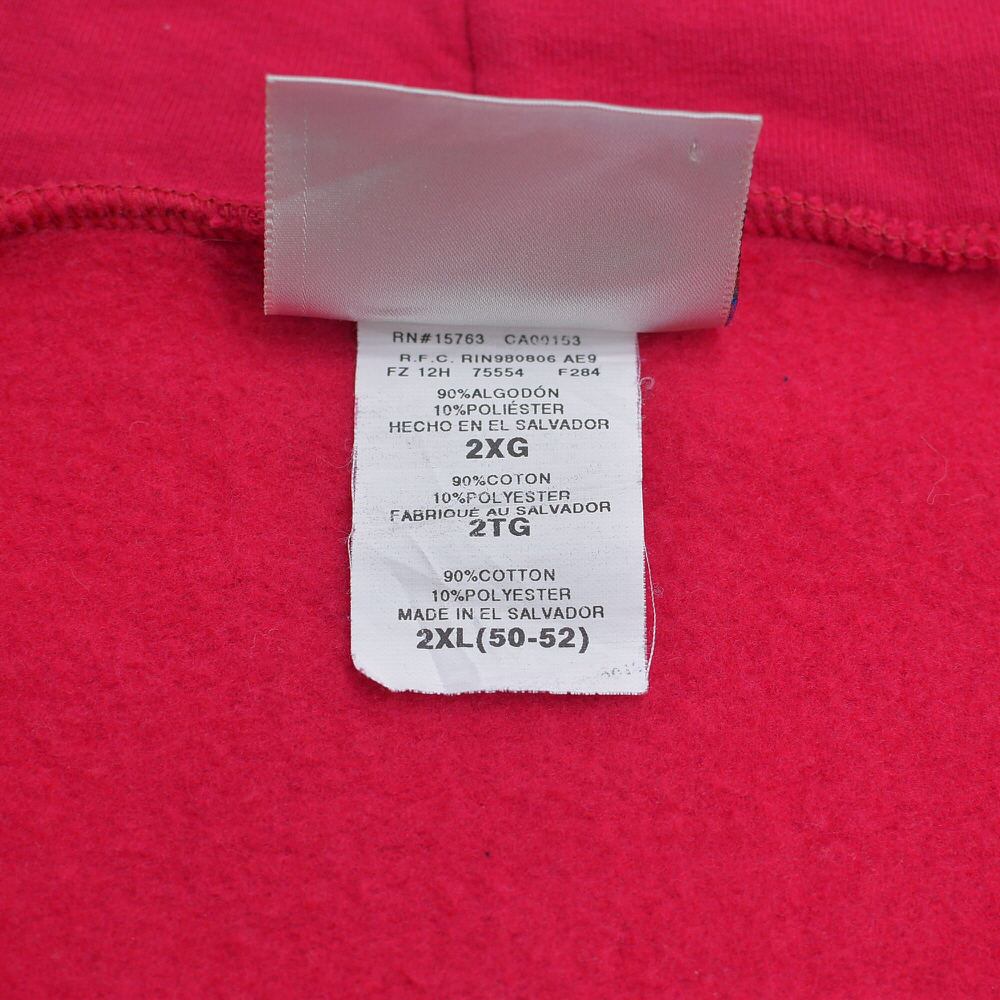 RN#15763 CA00153
R.F.C. RIN980806 AE9
FZ 12H 75554 F284
90%ALGODÓN
10%POLIÉSTER
HECHO EN EL SALVADOR
2XG
90%COTON
10%POLYESTER
FABRIQUÉ AU SALVADOR
2TG
90%COTTON
10%POLYESTER
MADE IN EL SALVADOR
2XL(50-52)